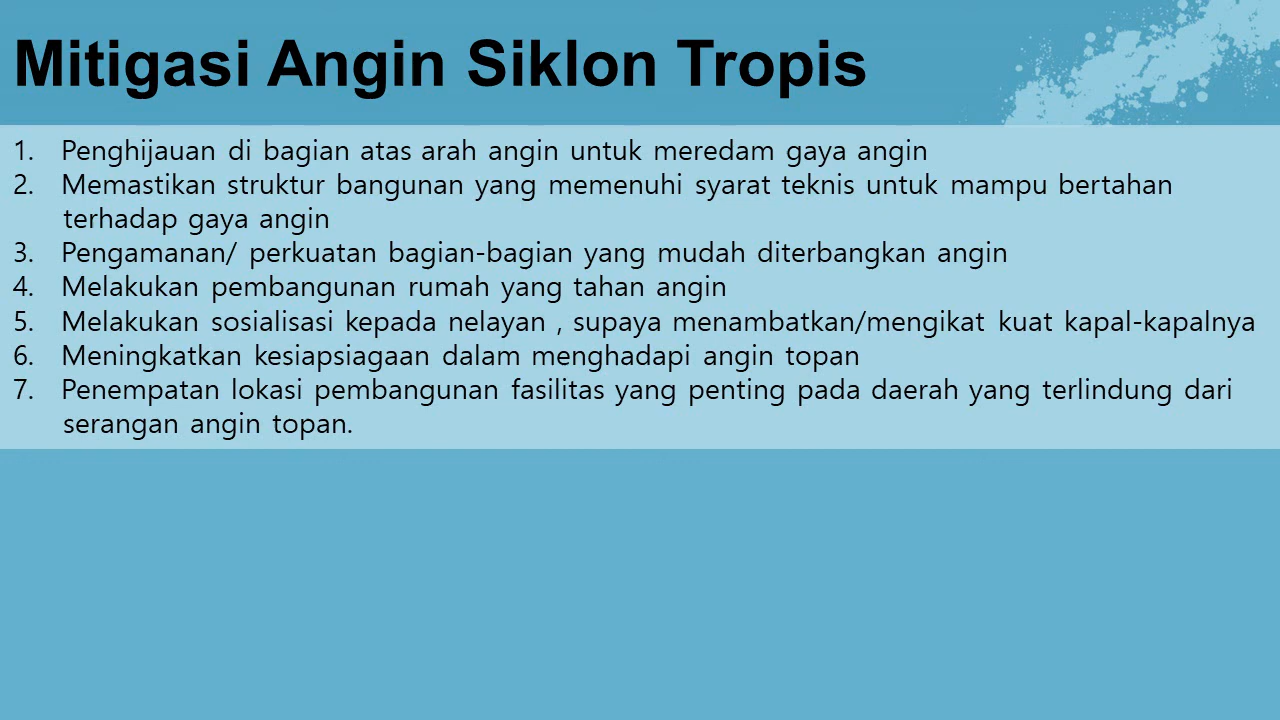 Mitigasi Angin Siklon Tropis
1. Penghijauan di bagian atas arah angin untuk meredam gaya angin
2. Memastikan struktur bangunan yang memenuhi syarat teknis untuk mampu bertahan
terhadap gaya angin
3. Pengamanan/ perkuatan bagian-bagian yang mudah diterbangkan angin
4. Melakukan pembangunan rumah yang tahan angin
5. Melakukan sosialisasi kepada nelayan , supaya menambatkan/mengikat kuat kapal-kapalnya
6. Meningkatkan kesiapsiagaan dalam menghadapi angin topan
7. Penempatan lokasi pembangunan fasilitas yang penting pada daerah yang terlindung dari
serangan angin topan.